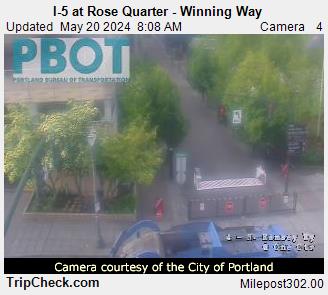 I-5 at Rose Quarter - Winning Way
Updated May 20 2024 8:08 AM Camera 4
PBOT
PORTLAND BUREAU OF TRANSPORTATION
Camera courtesy of the City of Portland
TripCheck.com Milepost302.00